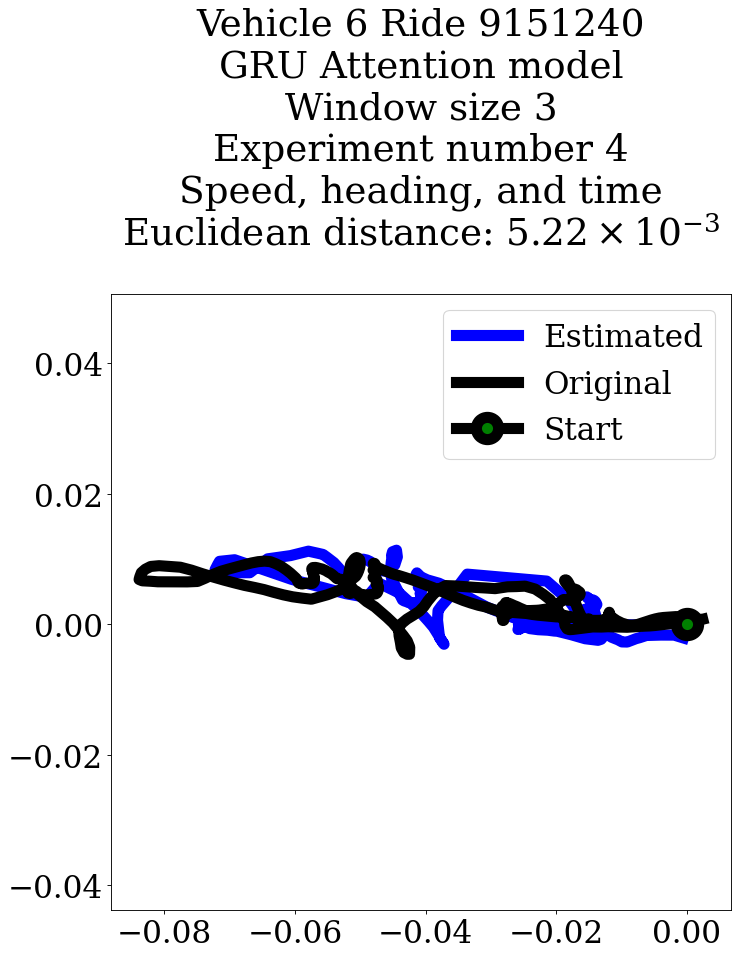 Vehicle 6 Ride 9151240
GRU Attention model
Window size 3
Experiment number 4
Speed, heading, and time
Euclidean distance: 5.22 × 10⁻³
Estimated
Original
Start
0.04
0.02
0.00
−0.02
−0.04
−0.08 −0.06 −0.04 −0.02 0.00